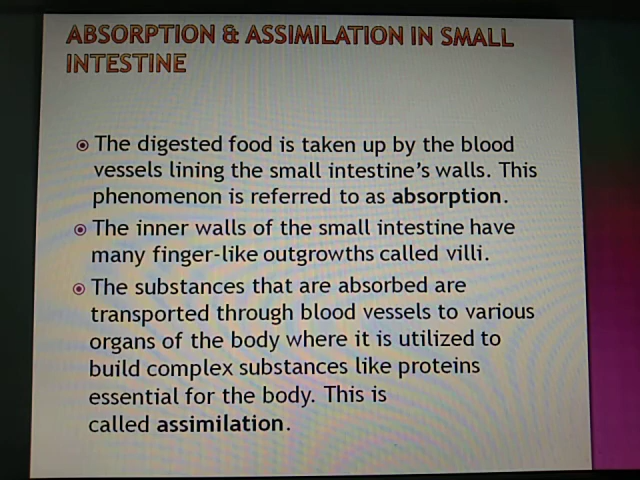 ABSORPTION & ASSIMILATION IN SMALL
INTESTINE
The digested food is taken up by the blood
vessels lining the small intestine's walls. This
phenomenon is referred to as absorption.
The inner walls of the small intestine have
many finger-like outgrowths called villi.
The substances that are absorbed are
transported through blood vessels to various
organs of the body where it is utilized to
build complex substances like proteins
essential for the body. This is
called assimilation.